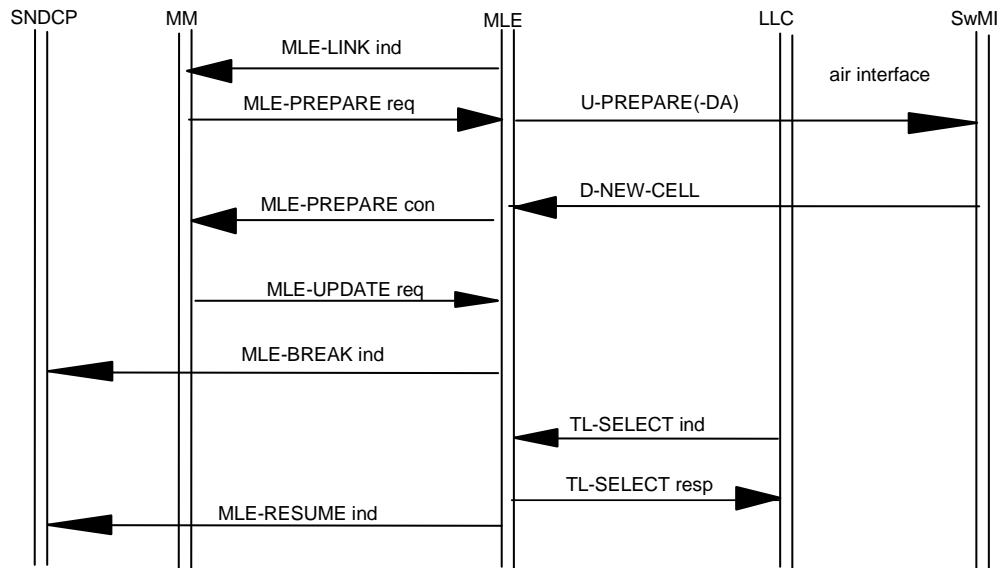 SNDCP
MM
MLE
LLC
SwMI
MLE-LINK ind
air interface
MLE-PREPARE req
U-PREPARE(-DA)
D-NEW-CELL
MLE-PREPARE con
MLE-UPDATE req
MLE-BREAK ind
TL-SELECT ind
TL-SELECT resp
MLE-RESUME ind